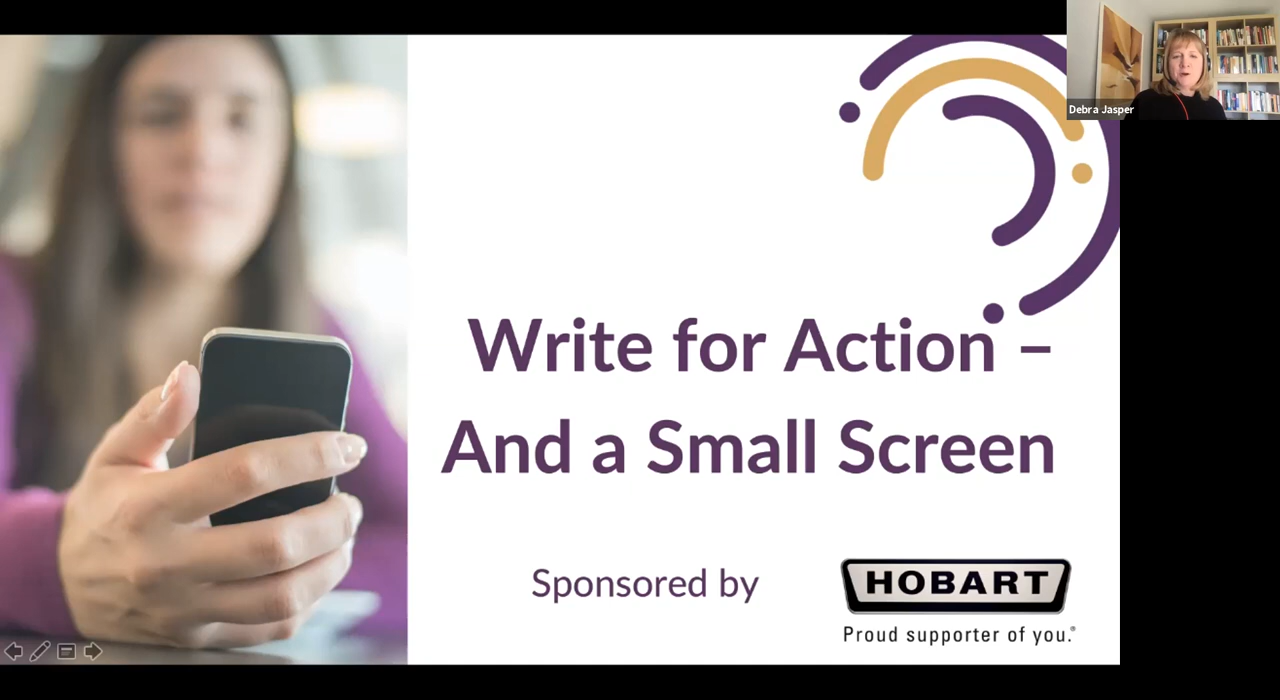 Debra Jasper
Write for Action –
And a Small Screen
Sponsored by
HOBART
Proud supporter of you.®